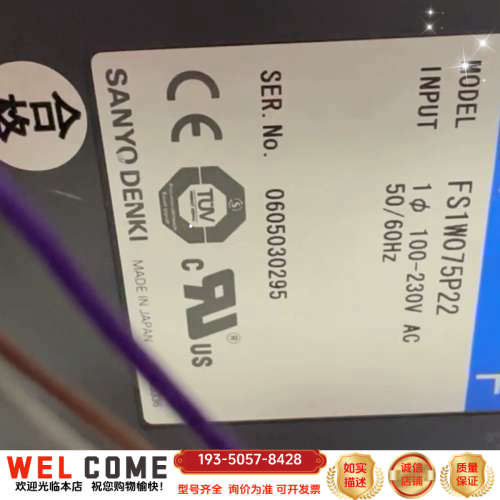 MODEL FS1W075P22
INPUT 1ϕ 100-230V AC
50/60Hz
SER.No. 0605030295
CE
TÜV
c RU US
SANYO DENKI
MADE IN JAPAN
合格
WELCOME
欢迎光临本店 祝您购物愉快!
193-5057-8428
型号齐全 询价为准 可开发票
如实
描述
诚信
店铺
质量
保证